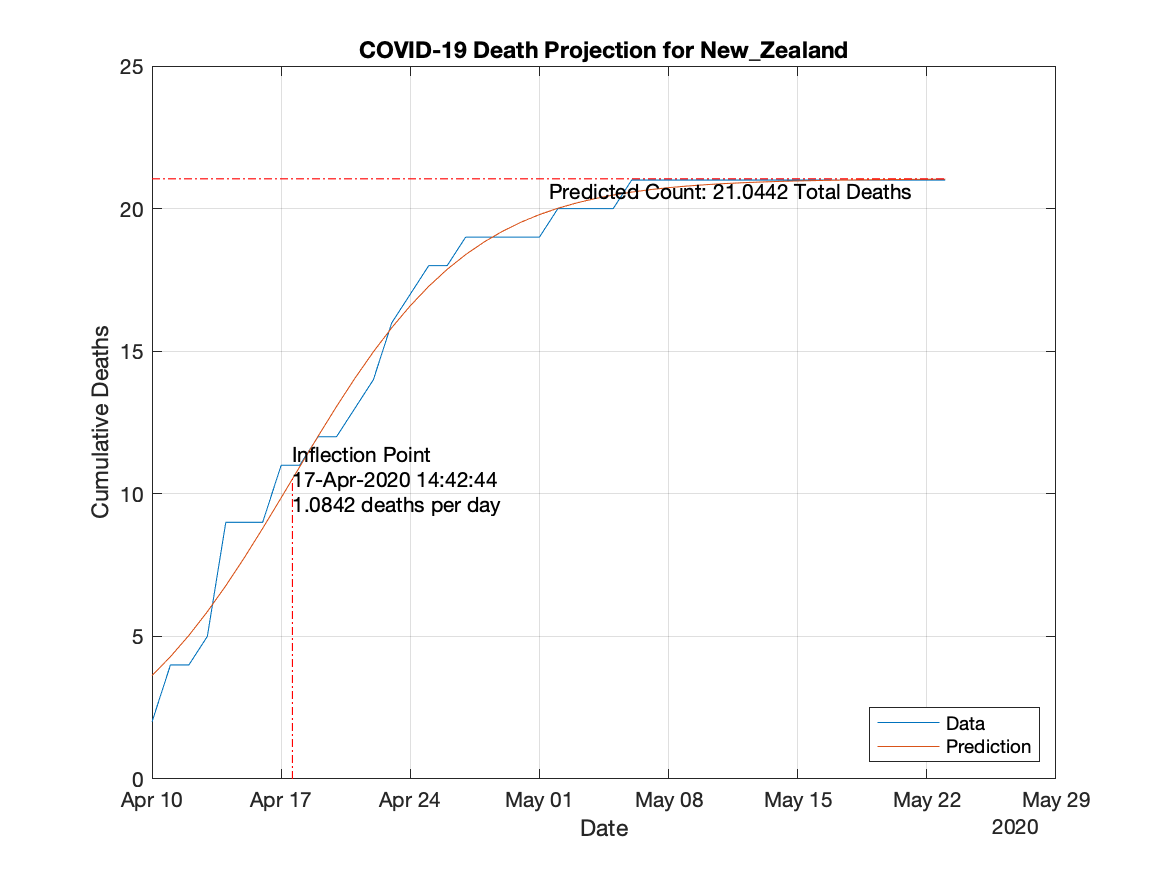 COVID-19 Death Projection for New_Zealand
25
20
15
10
5
0
Cumulative Deaths
Predicted Count: 21.0442 Total Deaths
Inflection Point
17-Apr-2020 14:42:44
1.0842 deaths per day
Data
Prediction
Apr 10
Apr 17
Apr 24
May 01
May 08
May 15
May 22
May 29
Date
2020